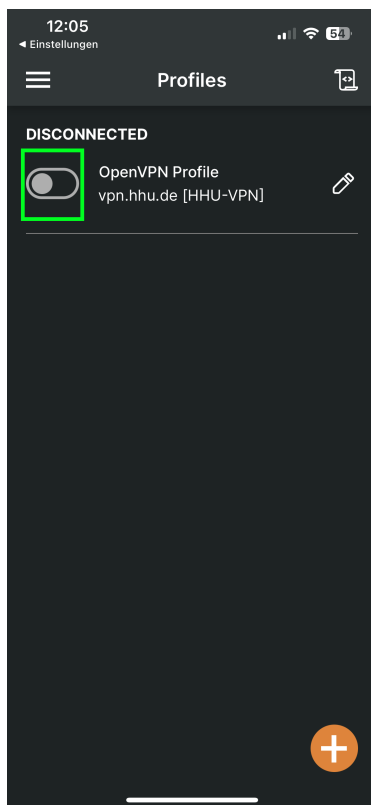 12:05
54
◀ Einstellungen
Profiles
DISCONNECTED
OpenVPN Profile
vpn.hhu.de [HHU-VPN]